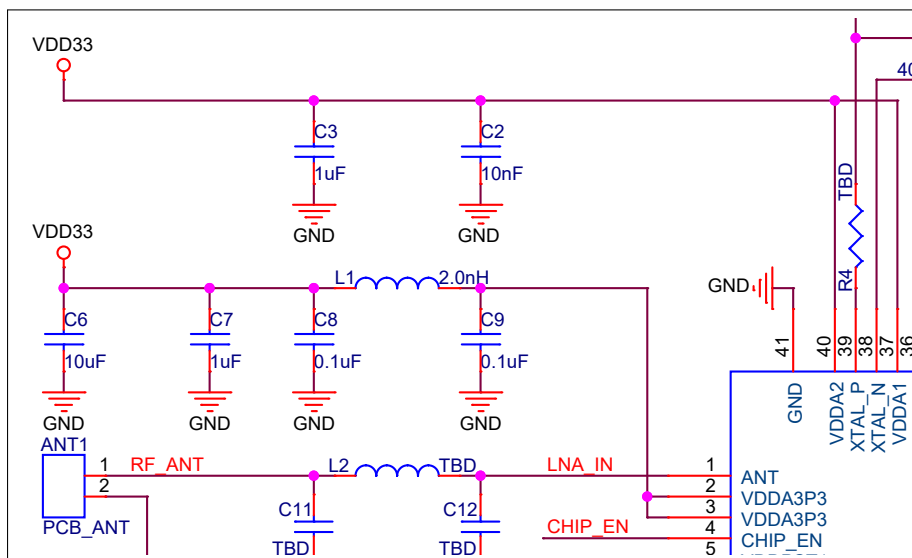 VDD33
40
C3
C2
1uF
10nF
TBD
GND
GND
VDD33
L1
2.0nH
R4
GND
C6
C7
C8
C9
10uF
1uF
0.1uF
0.1uF
41
40
39
38
37
36
GND
GND
GND
GND
GND
VDDA2
XTAL_P
XTAL_N
VDDA1
ANT1
1
RF_ANT
L2
TBD
LNA_IN
1
ANT
2
2
VDDA3P3
3
VDDA3P3
PCB_ANT
C11
C12
CHIP_EN
4
CHIP_EN
TBD
TBD
5